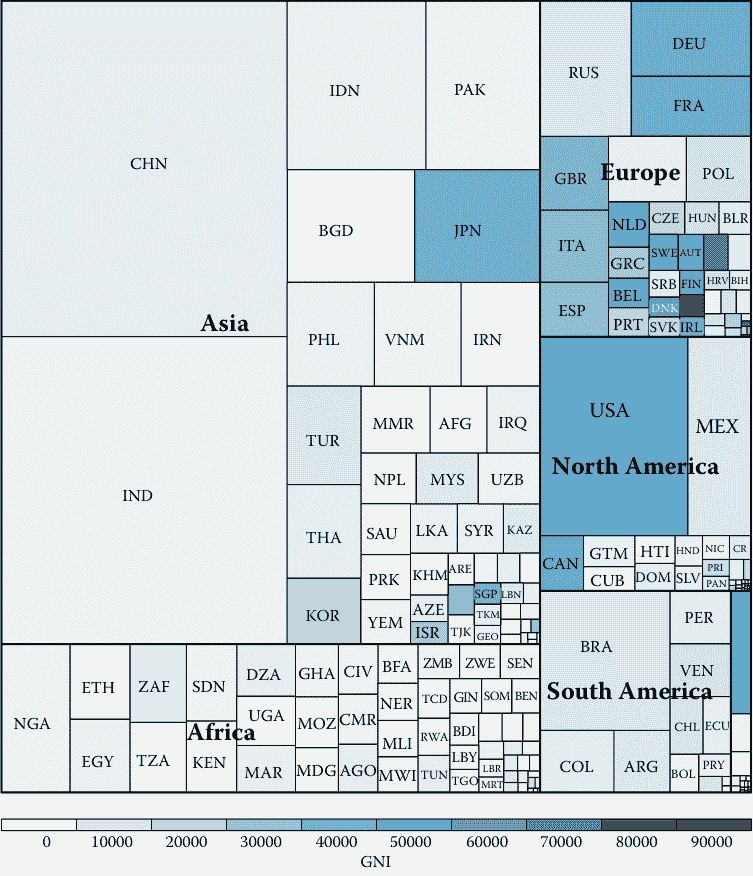 IDN
PAK
RUS
DEU
FRA
CHN
GBR
Europe
POL
BGD
JPN
NLD
CZE
HUN
BLR
ITA
GRC
SWE
AUT
SRB
FIN
HRV
BIH
BEL
DNK
ESP
PRT
SVK
IRL
Asia
PHL
VNM
IRN
USA
MEX
North America
TUR
MMR
AFG
IRQ
NPL
MYS
UZB
IND
THA
SAU
LKA
SYR
KAZ
CAN
GTM
HTI
HND
NIC
CR
CUB
DOM
SLV
PRI
PAN
PRK
KHM
ARE
KOR
YEM
AZE
SGP
LBN
TKM
ISR
TJK
GEO
BRA
PER
VEN
South America
CHL
ECU
COL
ARG
BOL
PRY
NGA
ETH
ZAF
SDN
DZA
GHA
CIV
BFA
ZMB
ZWE
SEN
UGA
MOZ
CMR
NER
TCD
GIN
SOM
BEN
Africa
EGY
TZA
KEN
MAR
MDG
AGO
MLI
MWI
RWA
TUN
BDI
LBY
TGO
LBR
MRT
0 10000 20000 30000 40000 50000 60000 70000 80000 90000
GNI